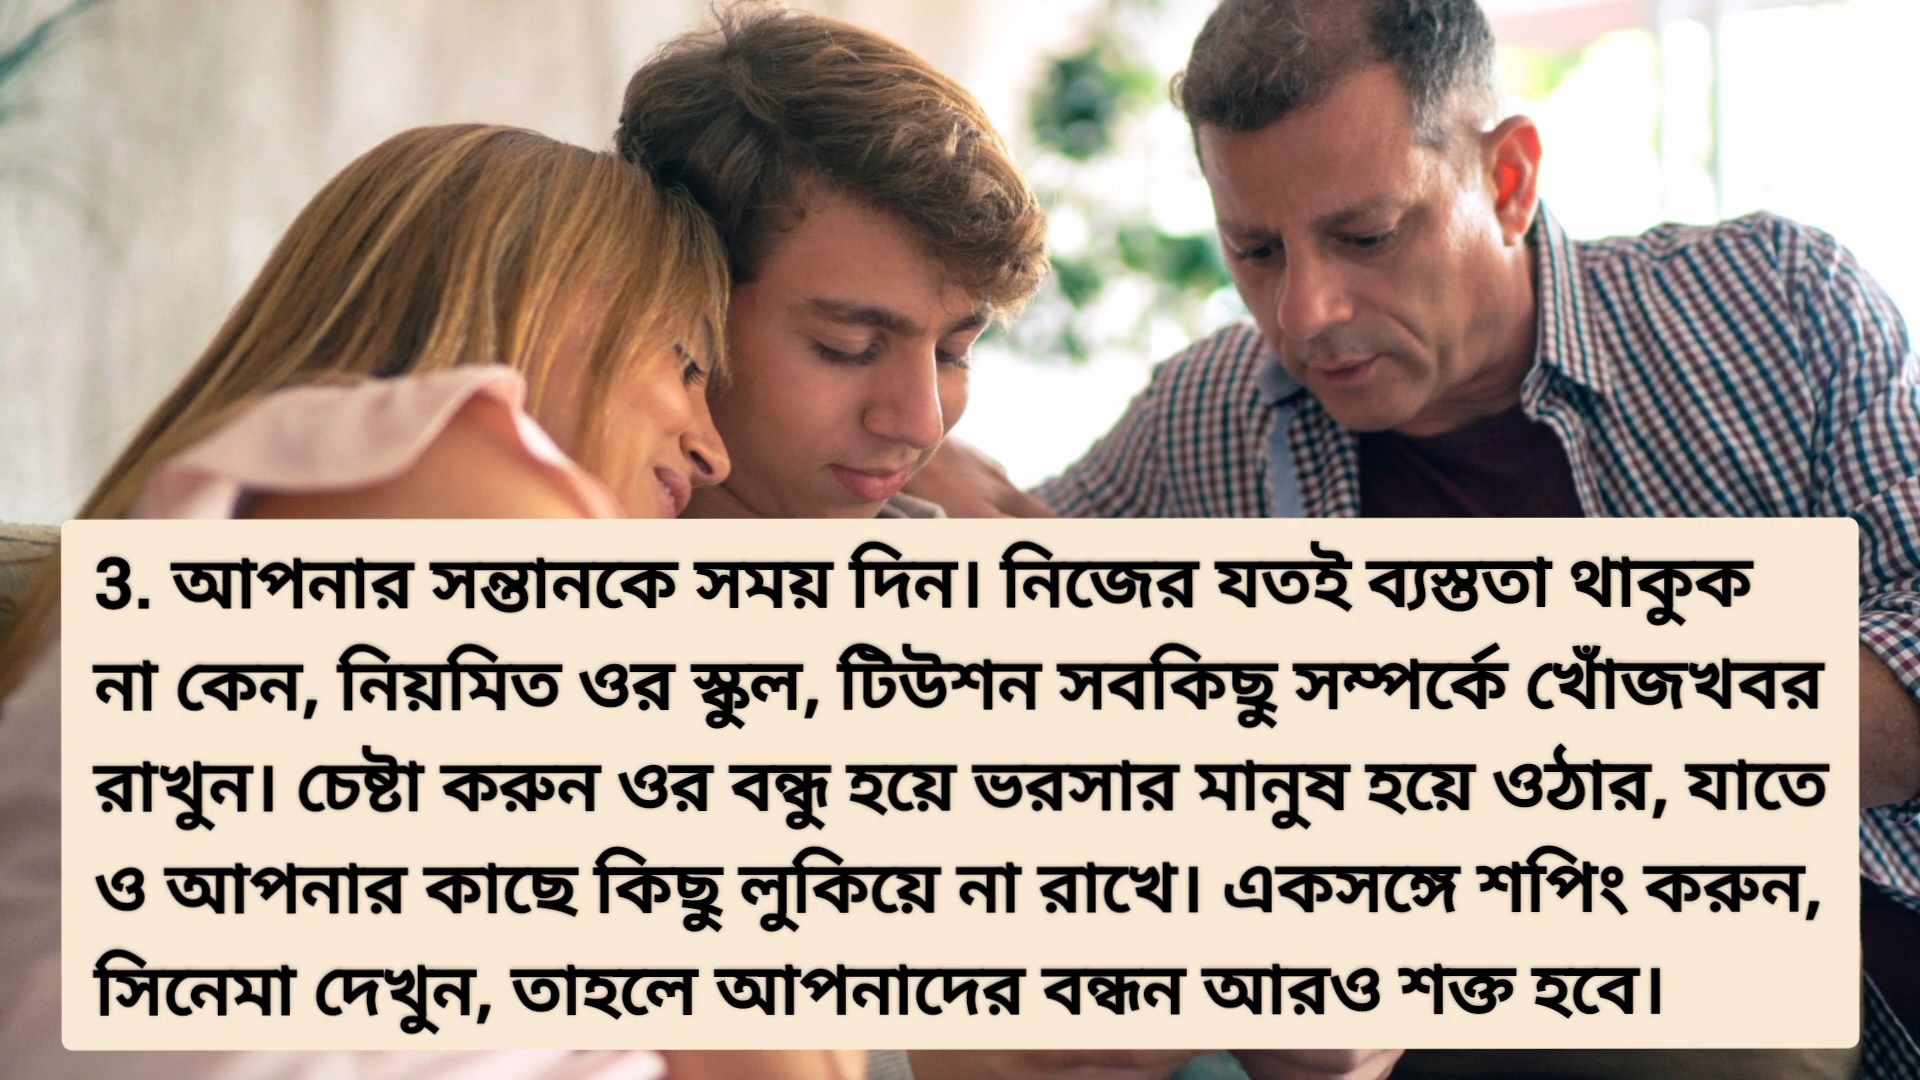 3. আপনার সন্তানকে সময় দিন। নিজের যতই ব্যস্ততা থাকুক
না কেন, নিয়মিত ওর স্কুল, টিউশন সবকিছু সম্পর্কে খোঁজখবর
রাখুন। চেষ্টা করুন ওর বন্ধু হয়ে ভরসার মানুষ হয়ে ওঠার, যাতে
ও আপনার কাছে কিছু লুকিয়ে না রাখে। একসঙ্গে শপিং করুন,
সিনেমা দেখুন, তাহলে আপনাদের বন্ধন আরও শক্ত হবে।